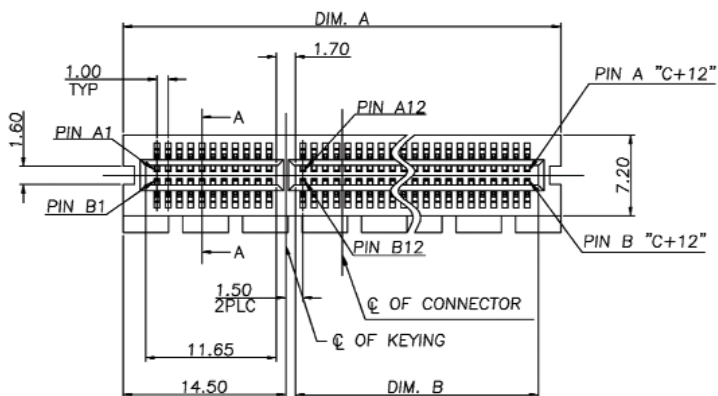 DIM. A
1.70
1.00
TYP
PIN A "C+12"
A
PIN A12
1.60
PIN A1
7.20
PIN B1
PIN B12
PIN B "C+12"
A
1.50
2PLC
℄ OF CONNECTOR
℄ OF KEYING
11.65
14.50
DIM. B